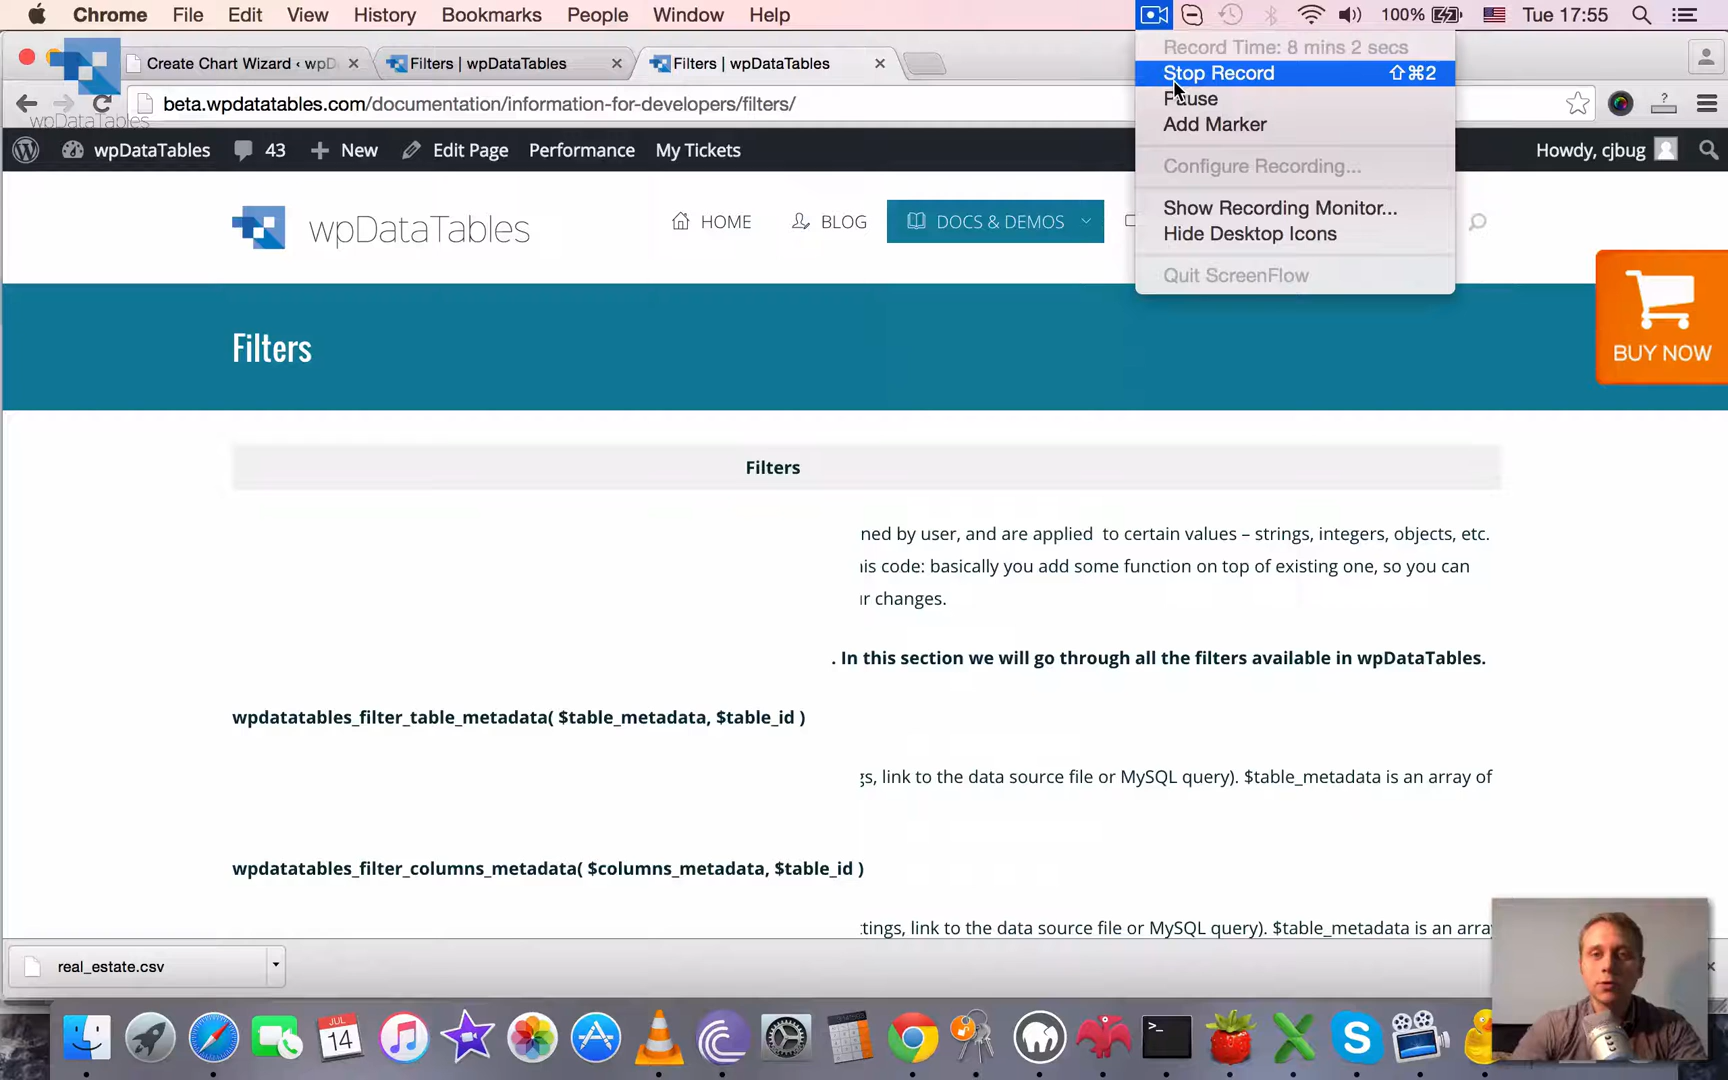 Chrome File Edit View History Bookmarks People Window Help 100% Tue 17:55
Record Time: 8 mins 2 secs
Stop Record ⇧⌘2
Pause
Add Marker
Configure Recording...
Show Recording Monitor...
Hide Desktop Icons
Quit ScreenFlow
Create Chart Wizard ‹ wpD
Filters | wpDataTables
Filters | wpDataTables
beta.wpdatatables.com/documentation/information-for-developers/filters/
wpDataTables
wpDataTables 43 New Edit Page Performance My Tickets Howdy, cjbug
wpDataTables HOME BLOG DOCS & DEMOS
BUY NOW
Filters
Filters
ned by user, and are applied to certain values – strings, integers, objects, etc.
is code: basically you add some function on top of existing one, so you can
r changes.
. In this section we will go through all the filters available in wpDataTables.
wpdatatables_filter_table_metadata( $table_metadata, $table_id )
gs, link to the data source file or MySQL query). $table_metadata is an array of
wpdatatables_filter_columns_metadata( $columns_metadata, $table_id )
tings, link to the data source file or MySQL query). $table_metadata is an arra
real_estate.csv
JUL
14